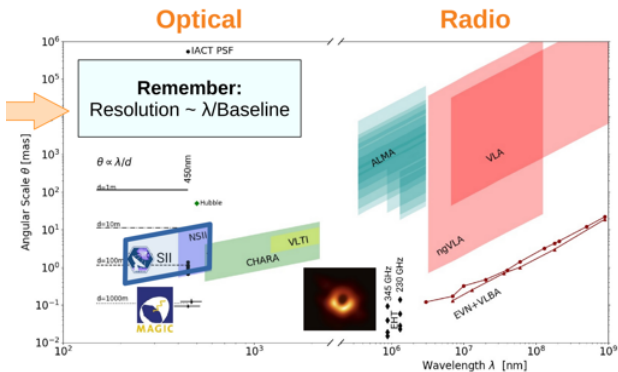 Optical
Radio
10⁶
10⁵
10³
10²
10¹
10⁰
10⁻¹
10⁻²
Angular Scale θ [mas]
IACT PSF
Remember:
Resolution ~ λ/Baseline
θ ∝ λ/d
450nm
d=1m
Hubble
d=10m
NSII
SII
d=100m
VLTi
CHARA
d=1000m
MAGIC
ALMA
VLA
ngVLA
345 GHz
230 GHz
EHT
EVN+VLBA
10²
10³
10⁶
10⁷
10⁸
10⁹
Wavelength λ [nm]